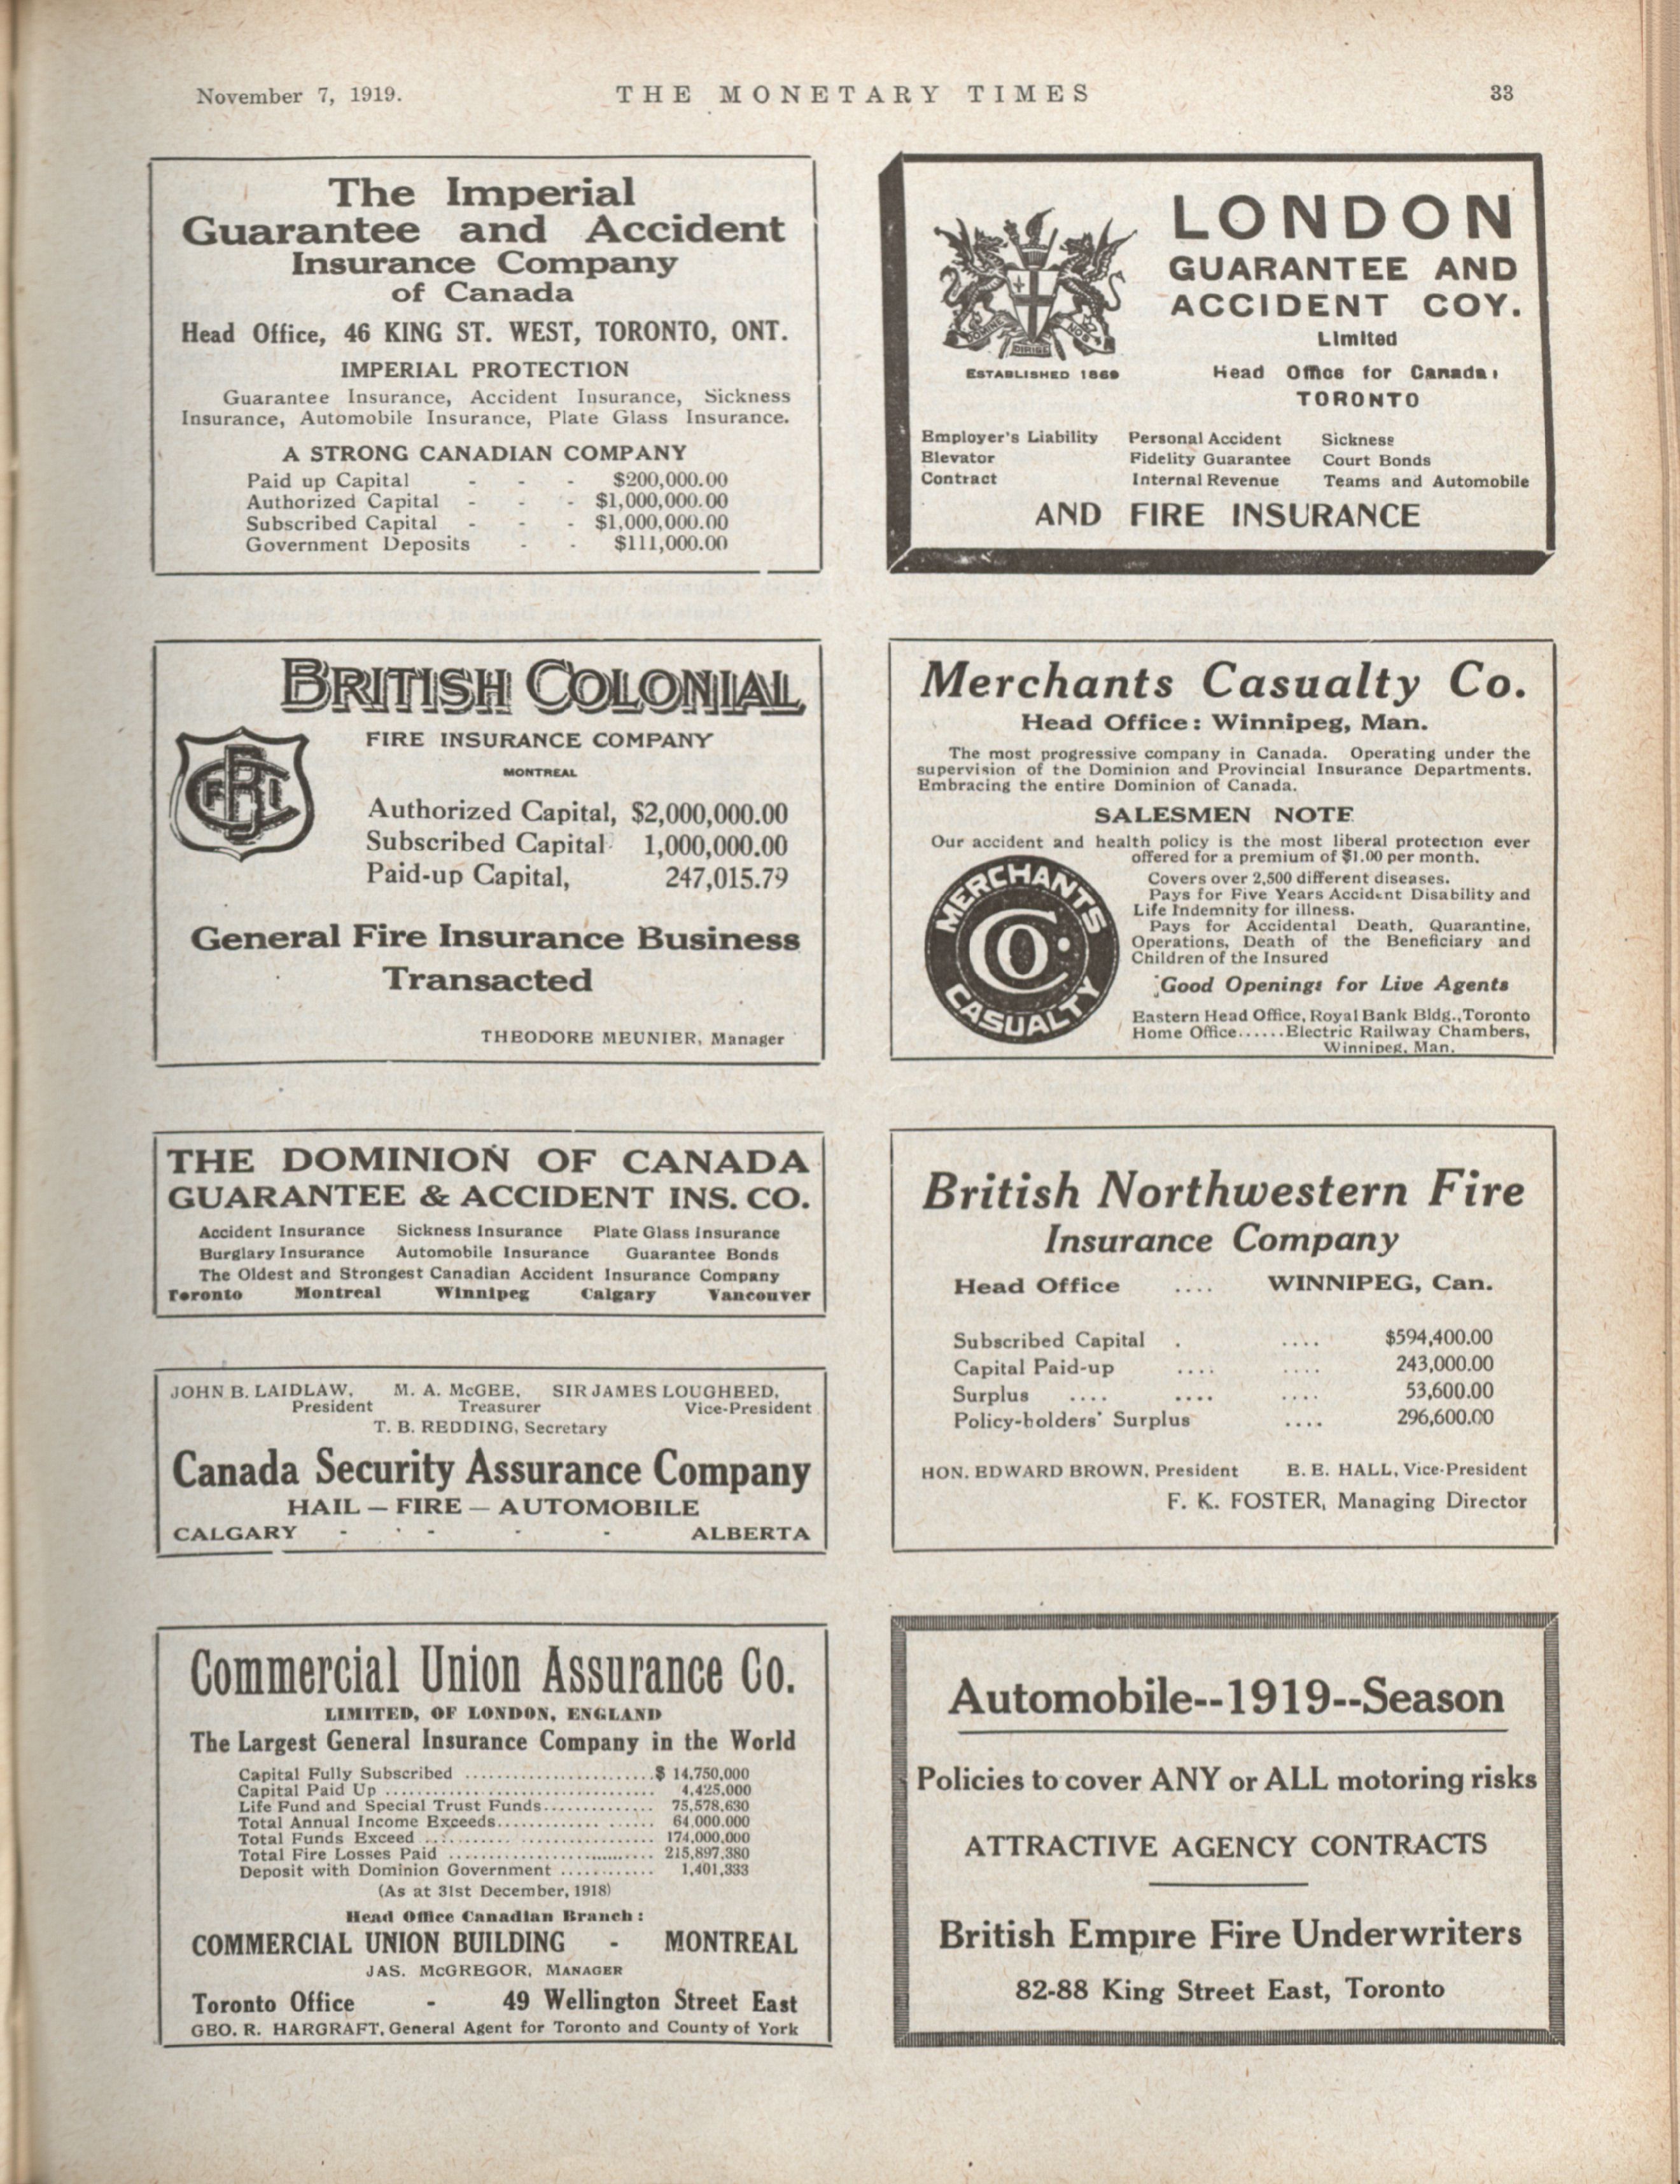 November 7, 1919.
THE MONETARY TIMES
33
The Imperial
Guarantee and Accident
Insurance Company
of Canada
Head Office, 46 KING ST. WEST, TORONTO, ONT.
IMPERIAL PROTECTION
Guarantee Insurance, Accident Insurance, Sickness
Insurance, Automobile Insurance, Plate Glass Insurance.
A STRONG CANADIAN COMPANY
Paid up Capital - - - $200,000.00
Authorized Capital - - - $1,000,000.00
Subscribed Capital - - - $1,000,000.00
Government Deposits - - $111,000.00
LONDON
GUARANTEE AND
ACCIDENT COY.
Limited
DOMINE DIRIGE NOS
ESTABLISHED 1869
Head Office for Canada:
TORONTO
Employer's Liability Personal Accident Sickness
Elevator Fidelity Guarantee Court Bonds
Contract Internal Revenue Teams and Automobile
AND FIRE INSURANCE
BRITISH COLONIAL
FIRE INSURANCE COMPANY
MONTREAL
Authorized Capital, $2,000,000.00
Subscribed Capital 1,000,000.00
Paid-up Capital, 247,015.79
General Fire Insurance Business
Transacted
THEODORE MEUNIER, Manager
Merchants Casualty Co.
Head Office: Winnipeg, Man.
The most progressive company in Canada. Operating under the
supervision of the Dominion and Provincial Insurance Departments.
Embracing the entire Dominion of Canada.
SALESMEN NOTE
Our accident and health policy is the most liberal protection ever
offered for a premium of $1.00 per month.
Covers over 2,500 different diseases.
Pays for Five Years Accident Disability and
Life Indemnity for illness.
Pays for Accidental Death, Quarantine,
Operations, Death of the Beneficiary and
Children of the Insured
Good Openings for Live Agents
Eastern Head Office, Royal Bank Bldg., Toronto
Home Office......Electric Railway Chambers,
Winnipeg, Man.
MERCHANTS
CO.
CASUALTY
THE DOMINION OF CANADA
GUARANTEE & ACCIDENT INS. CO.
Accident Insurance Sickness Insurance Plate Glass Insurance
Burglary Insurance Automobile Insurance Guarantee Bonds
The Oldest and Strongest Canadian Accident Insurance Company
Toronto Montreal Winnipeg Calgary Vancouver
British Northwestern Fire
Insurance Company
Head Office .... WINNIPEG, Can.
Subscribed Capital . .... $594,400.00
Capital Paid-up .... .... 243,000.00
Surplus .... .... .... 53,600.00
Policy-holders' Surplus .... 296,600.00
HON. EDWARD BROWN, President E. E. HALL, Vice-President
F. K. FOSTER, Managing Director
JOHN B. LAIDLAW, M. A. McGEE, SIR JAMES LOUGHEED,
President Treasurer Vice-President
T. B. REDDING, Secretary
Canada Security Assurance Company
HAIL — FIRE — AUTOMOBILE
CALGARY - - - - ALBERTA
Commercial Union Assurance Co.
LIMITED, OF LONDON, ENGLAND
The Largest General Insurance Company in the World
Capital Fully Subscribed ........................$ 14,750,000
Capital Paid Up .................................. 4,425,000
Life Fund and Special Trust Funds.............. 75,578,630
Total Annual Income Exceeds.................... 64,000,000
Total Funds Exceed .............................. 174,000,000
Total Fire Losses Paid .......................... 215,897,380
Deposit with Dominion Government ............ 1,401,333
(As at 31st December, 1918)
Head Office Canadian Branch:
COMMERCIAL UNION BUILDING - MONTREAL
JAS. McGREGOR, MANAGER
Toronto Office - 49 Wellington Street East
GEO. R. HARGRAFT, General Agent for Toronto and County of York
Automobile--1919--Season
Policies to cover ANY or ALL motoring risks
ATTRACTIVE AGENCY CONTRACTS
British Empire Fire Underwriters
82-88 King Street East, Toronto